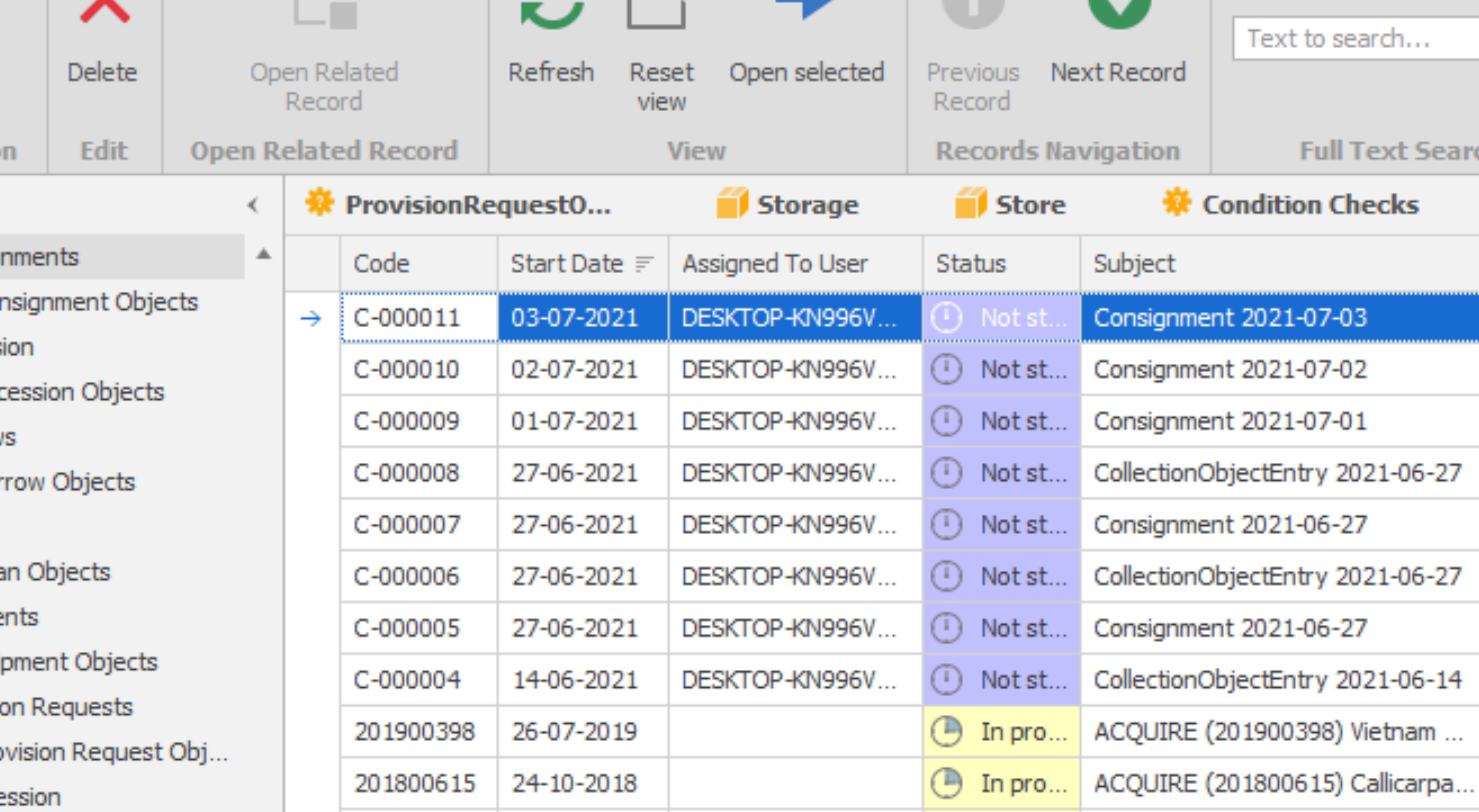 Delete
Open Related
Record
Refresh
Reset
view
Open selected
Previous
Record
Next Record
Text to search...
Edit
Open Related Record
View
Records Navigation
Full Text Sear
ProvisionRequestO... Storage Store Condition Checks
nments
nsignment Objects
sion
cession Objects
ws
rrow Objects
an Objects
ents
pment Objects
on Requests
ovision Request Obj...
ession
Code Start Date Assigned To User Status Subject
C-000011 03-07-2021 DESKTOP-KN996V... Not st... Consignment 2021-07-03
C-000010 02-07-2021 DESKTOP-KN996V... Not st... Consignment 2021-07-02
C-000009 01-07-2021 DESKTOP-KN996V... Not st... Consignment 2021-07-01
C-000008 27-06-2021 DESKTOP-KN996V... Not st... CollectionObjectEntry 2021-06-27
C-000007 27-06-2021 DESKTOP-KN996V... Not st... Consignment 2021-06-27
C-000006 27-06-2021 DESKTOP-KN996V... Not st... CollectionObjectEntry 2021-06-27
C-000005 27-06-2021 DESKTOP-KN996V... Not st... Consignment 2021-06-27
C-000004 14-06-2021 DESKTOP-KN996V... Not st... CollectionObjectEntry 2021-06-14
201900398 26-07-2019 In pro... ACQUIRE (201900398) Vietnam ...
201800615 24-10-2018 In pro... ACQUIRE (201800615) Callicarpa...